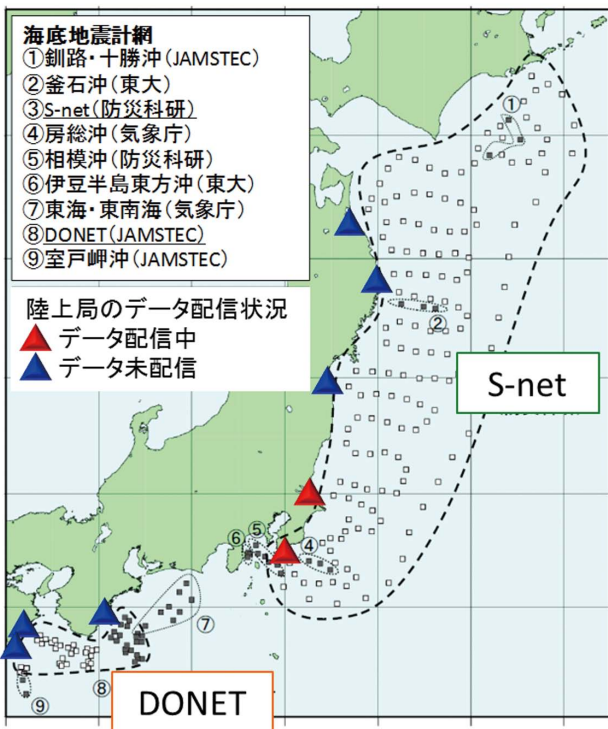 海底地震計網
①釧路・十勝沖(JAMSTEC)
②釜石沖(東大)
③S-net(防災科研)
④房総沖(気象庁)
⑤相模沖(防災科研)
⑥伊豆半島東方沖(東大)
⑦東海・東南海(気象庁)
⑧DONET(JAMSTEC)
⑨室戸岬沖(JAMSTEC)
陸上局のデータ配信状況
データ配信中
データ未配信
①
②
S-net
⑤
⑥
④
⑦
⑧
DONET
⑨